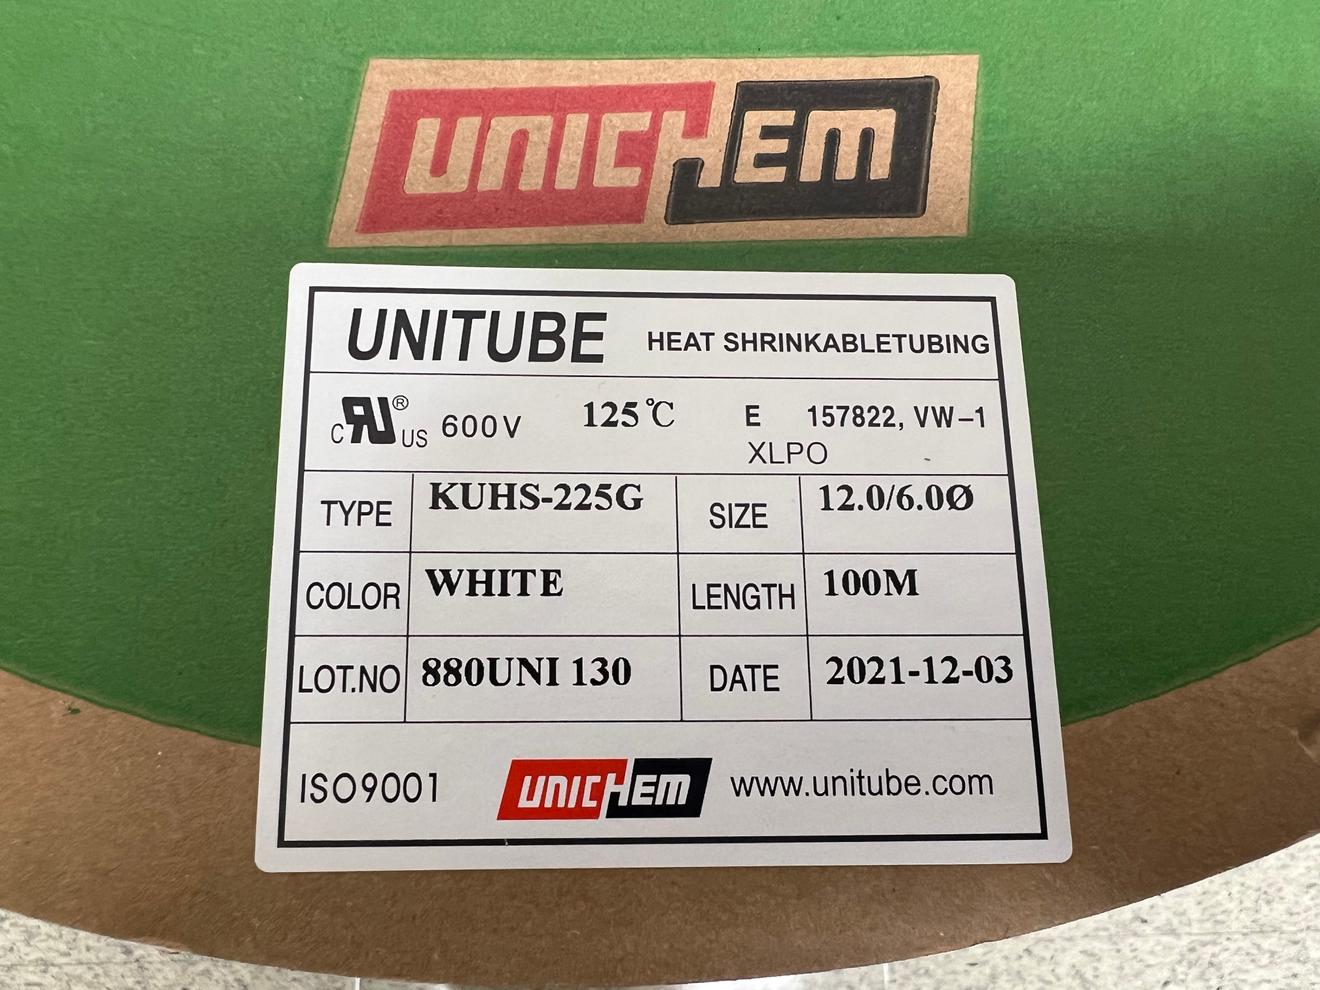 UNICHEM
UNITUBE HEAT SHRINKABLETUBING
cRU® US 600V 125℃ E 157822, VW-1
XLPO
TYPE KUHS-225G SIZE 12.0/6.0Ø
COLOR WHITE LENGTH 100M
LOT.NO 880UNI 130 DATE 2021-12-03
ISO9001 UNICHEM www.unitube.com